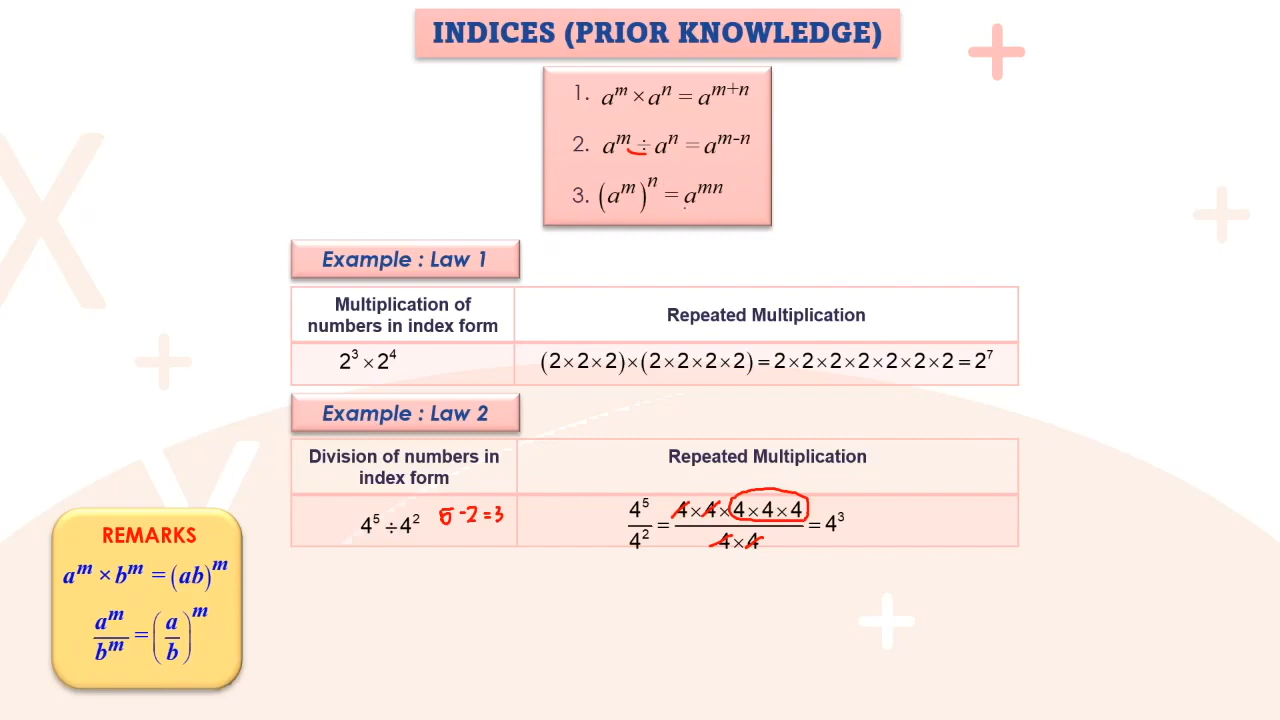 INDICES (PRIOR KNOWLEDGE)
1. a^m × a^n = a^{m+n}
2. a^m ÷ a^n = a^{m-n}
3. (a^m)^n = a^{mn}
Example : Law 1
Multiplication of numbers in index form
Repeated Multiplication
2^3 × 2^4
(2×2×2)×(2×2×2×2)=2×2×2×2×2×2×2=2^7
Example : Law 2
Division of numbers in index form
Repeated Multiplication
4^5 ÷ 4^2
5 -2 = 3
4^5/4^2 = (4×4×4×4×4)/(4×4) = 4^3
REMARKS
a^m × b^m = (ab)^m
a^m/b^m = (a/b)^m
X
Y